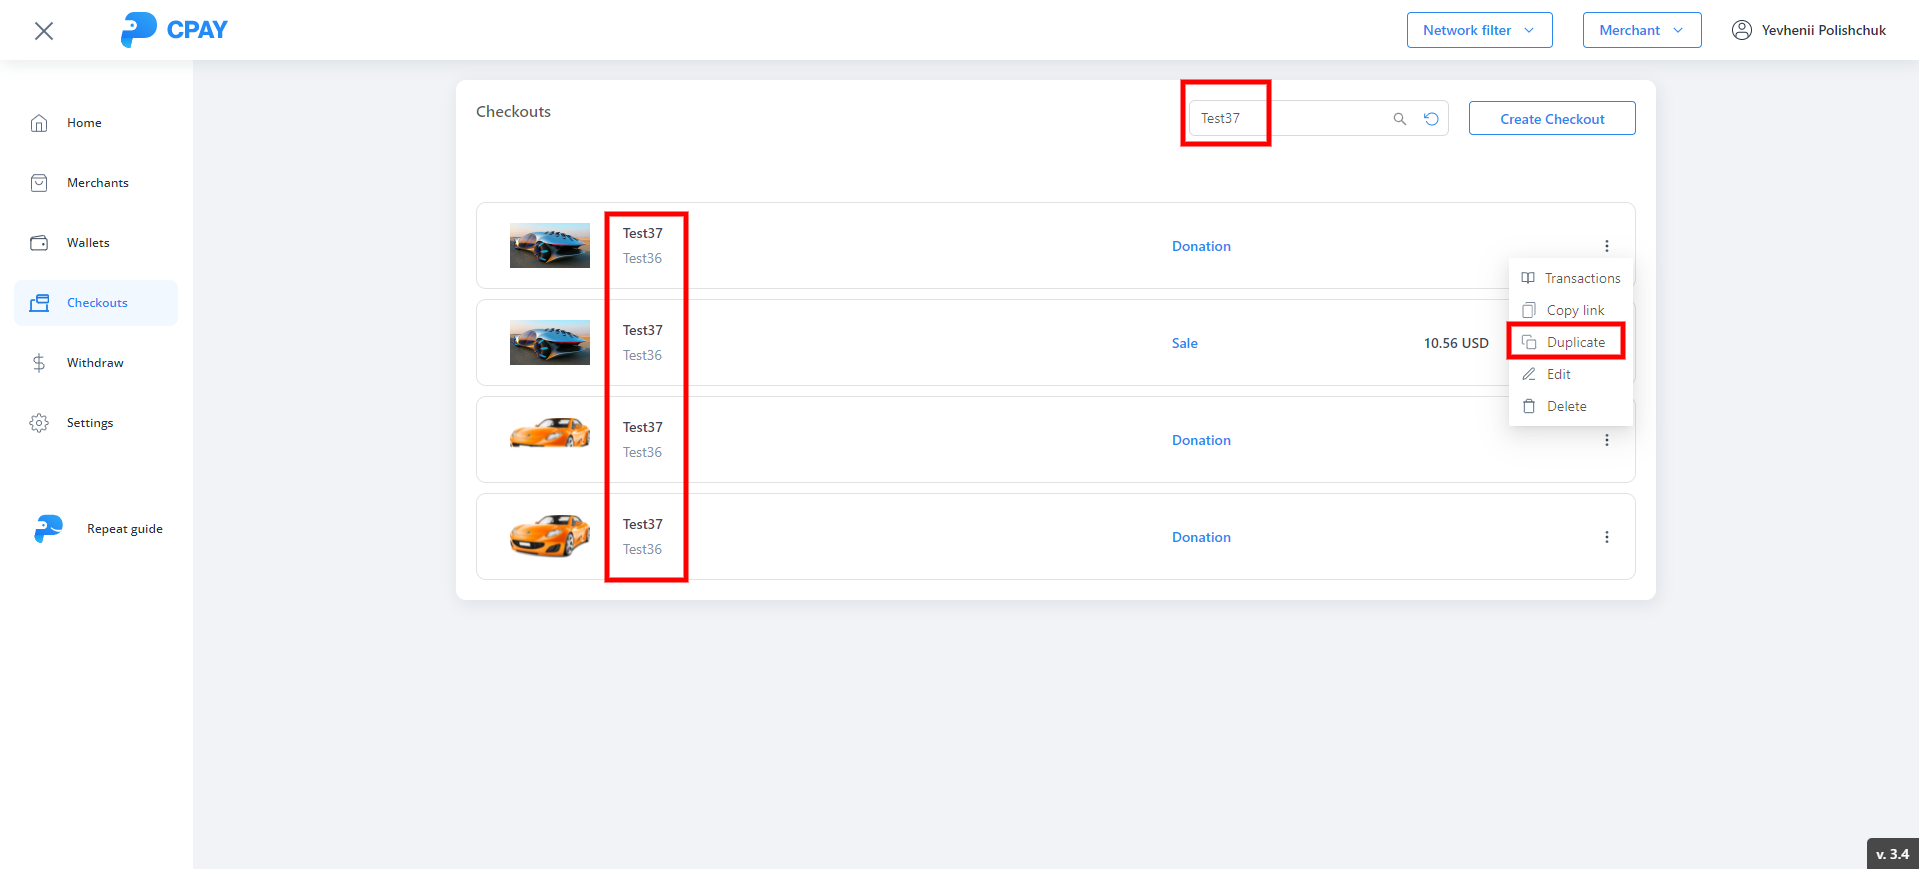 CPAY
Network filter
Merchant
Yevhenii Polishchuk
Home
Merchants
Wallets
Checkouts
Withdraw
Settings
Repeat guide
Checkouts
Test37
Create Checkout
Test37
Test36
Donation
Test37
Test36
Sale
10.56 USD
Test37
Test36
Donation
Test37
Test36
Donation
Transactions
Copy link
Duplicate
Edit
Delete
v. 3.4